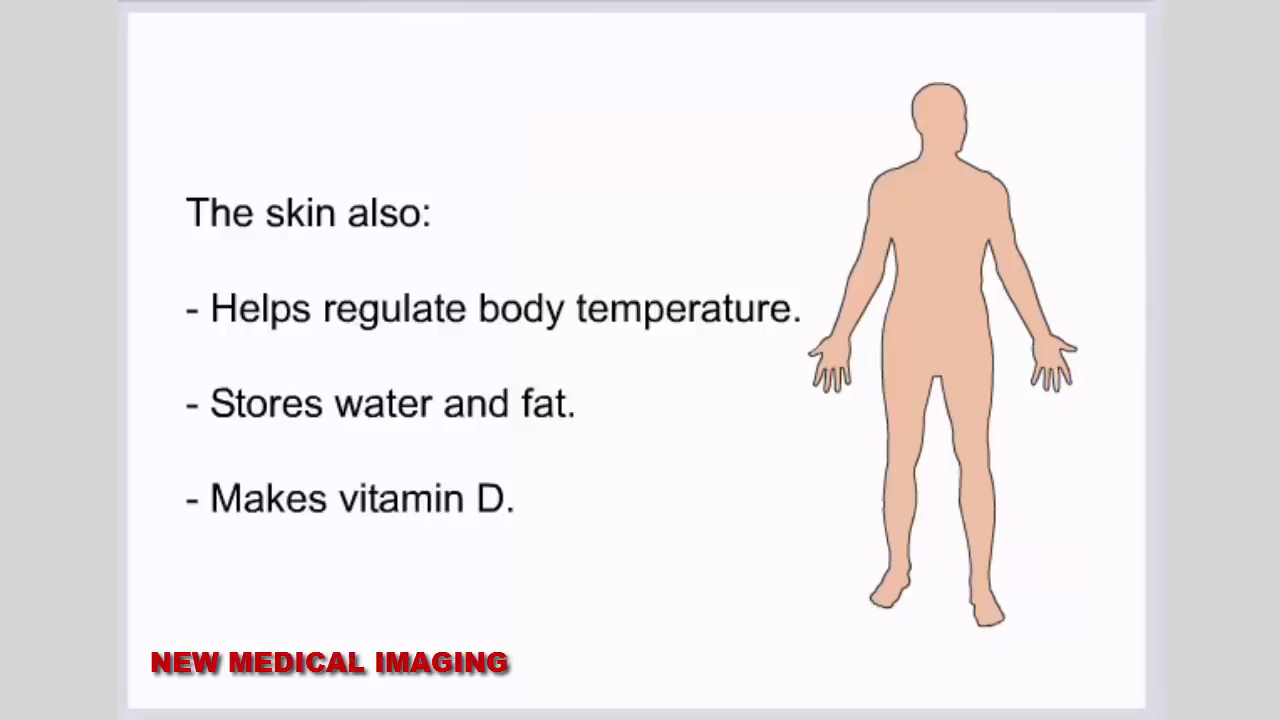 The skin also:
- Helps regulate body temperature.
- Stores water and fat.
- Makes vitamin D.
NEW MEDICAL IMAGING